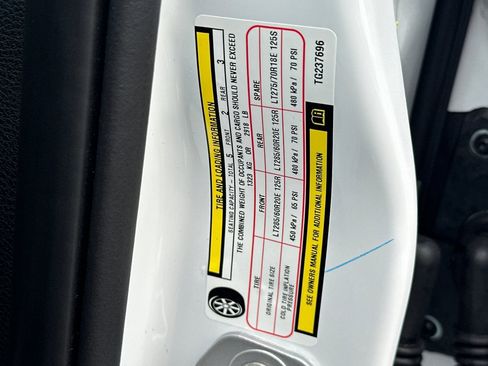 TIRE AND LOADING INFORMATION
SEATING CAPACITY - TOTAL 5 FRONT 2 REAR 3
THE COMBINED WEIGHT OF OCCUPANTS AND CARGO SHOULD NEVER EXCEED
1323 KG OR 2918 LB
TIRE FRONT REAR SPARE
ORIGINAL TIRE SIZE LT285/60R20E 125R LT285/60R20E 125R LT275/70R18E 125S
COLD TIRE INFLATION PRESSURE 450 kPa/ 65 PSI 480 kPa/ 70 PSI 480 kPa/ 70 PSI
SEE OWNERS MANUAL FOR ADDITIONAL INFORMATION
TG237696